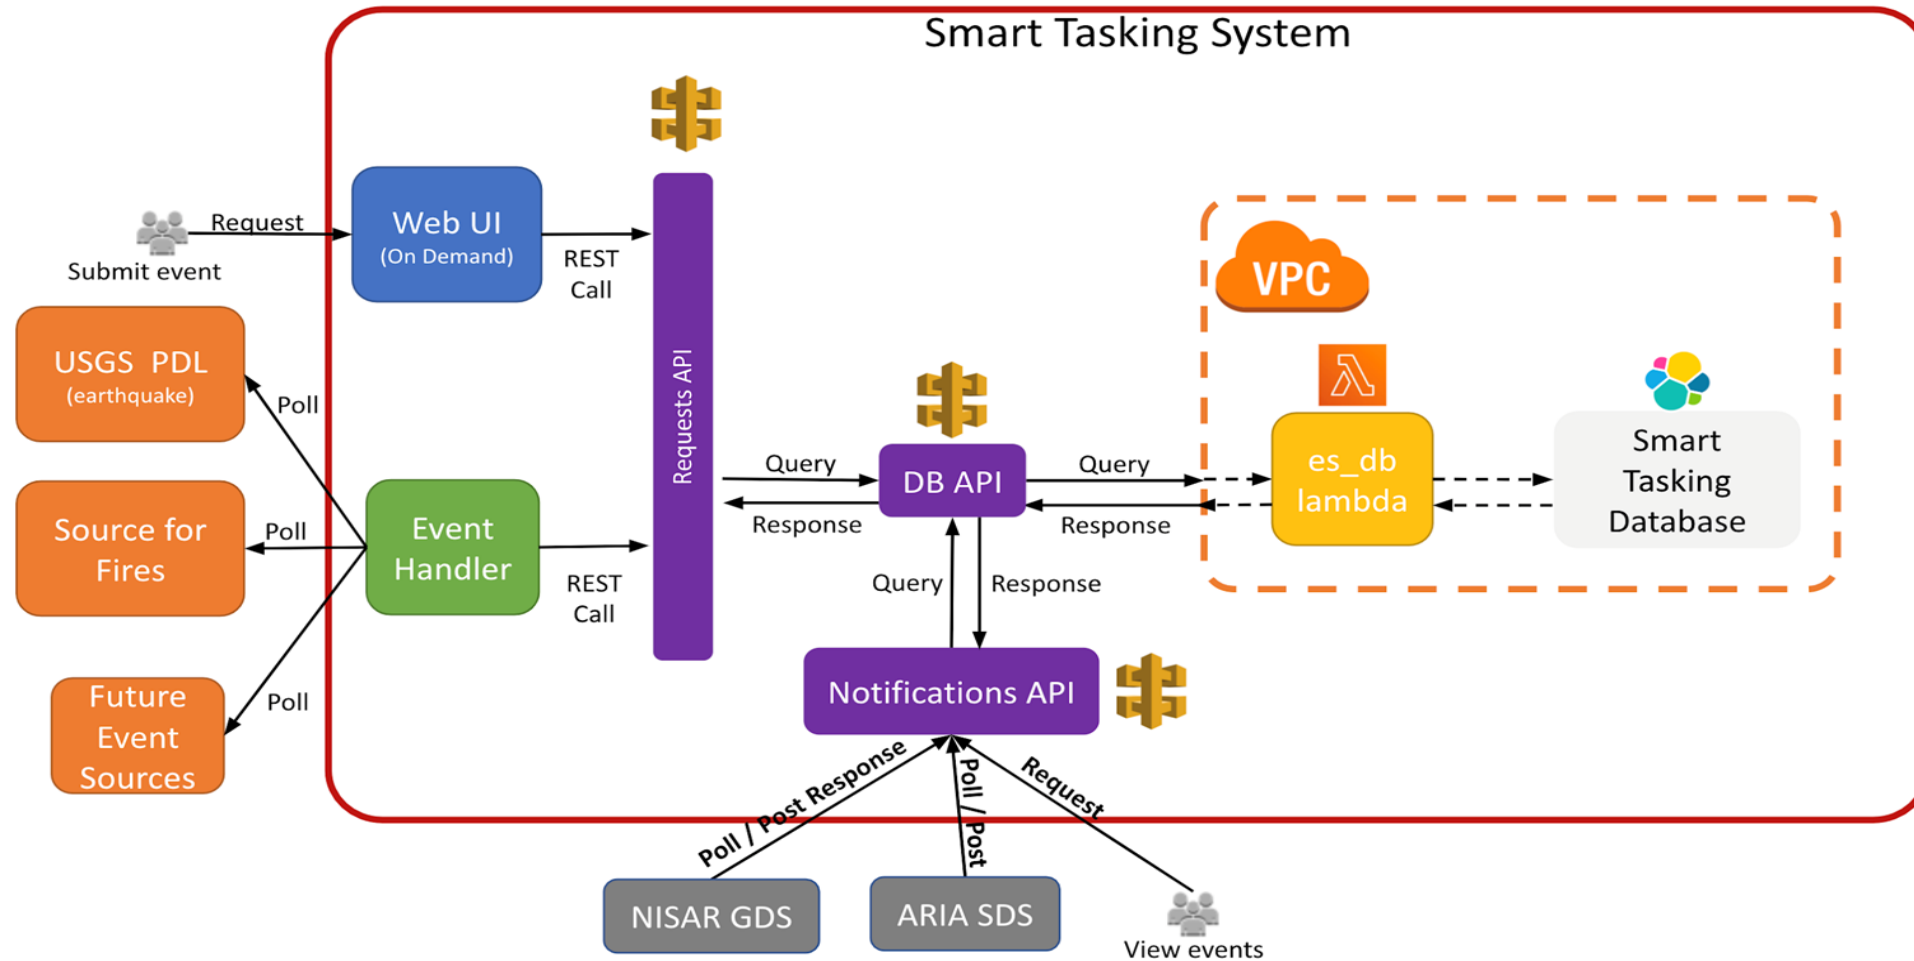 Smart Tasking System
Request
Submit event
Web UI
(On Demand)
REST
Call
USGS PDL
(earthquake)
Poll
Source for
Fires
Poll
Future
Event
Sources
Poll
Event
Handler
REST
Call
Requests API
Query
Response
DB API
Query
Response
VPC
es_db
lambda
Smart
Tasking
Database
Query
Response
Notifications API
Poll / Post Response
Poll / Post
Request
NISAR GDS
ARIA SDS
View events